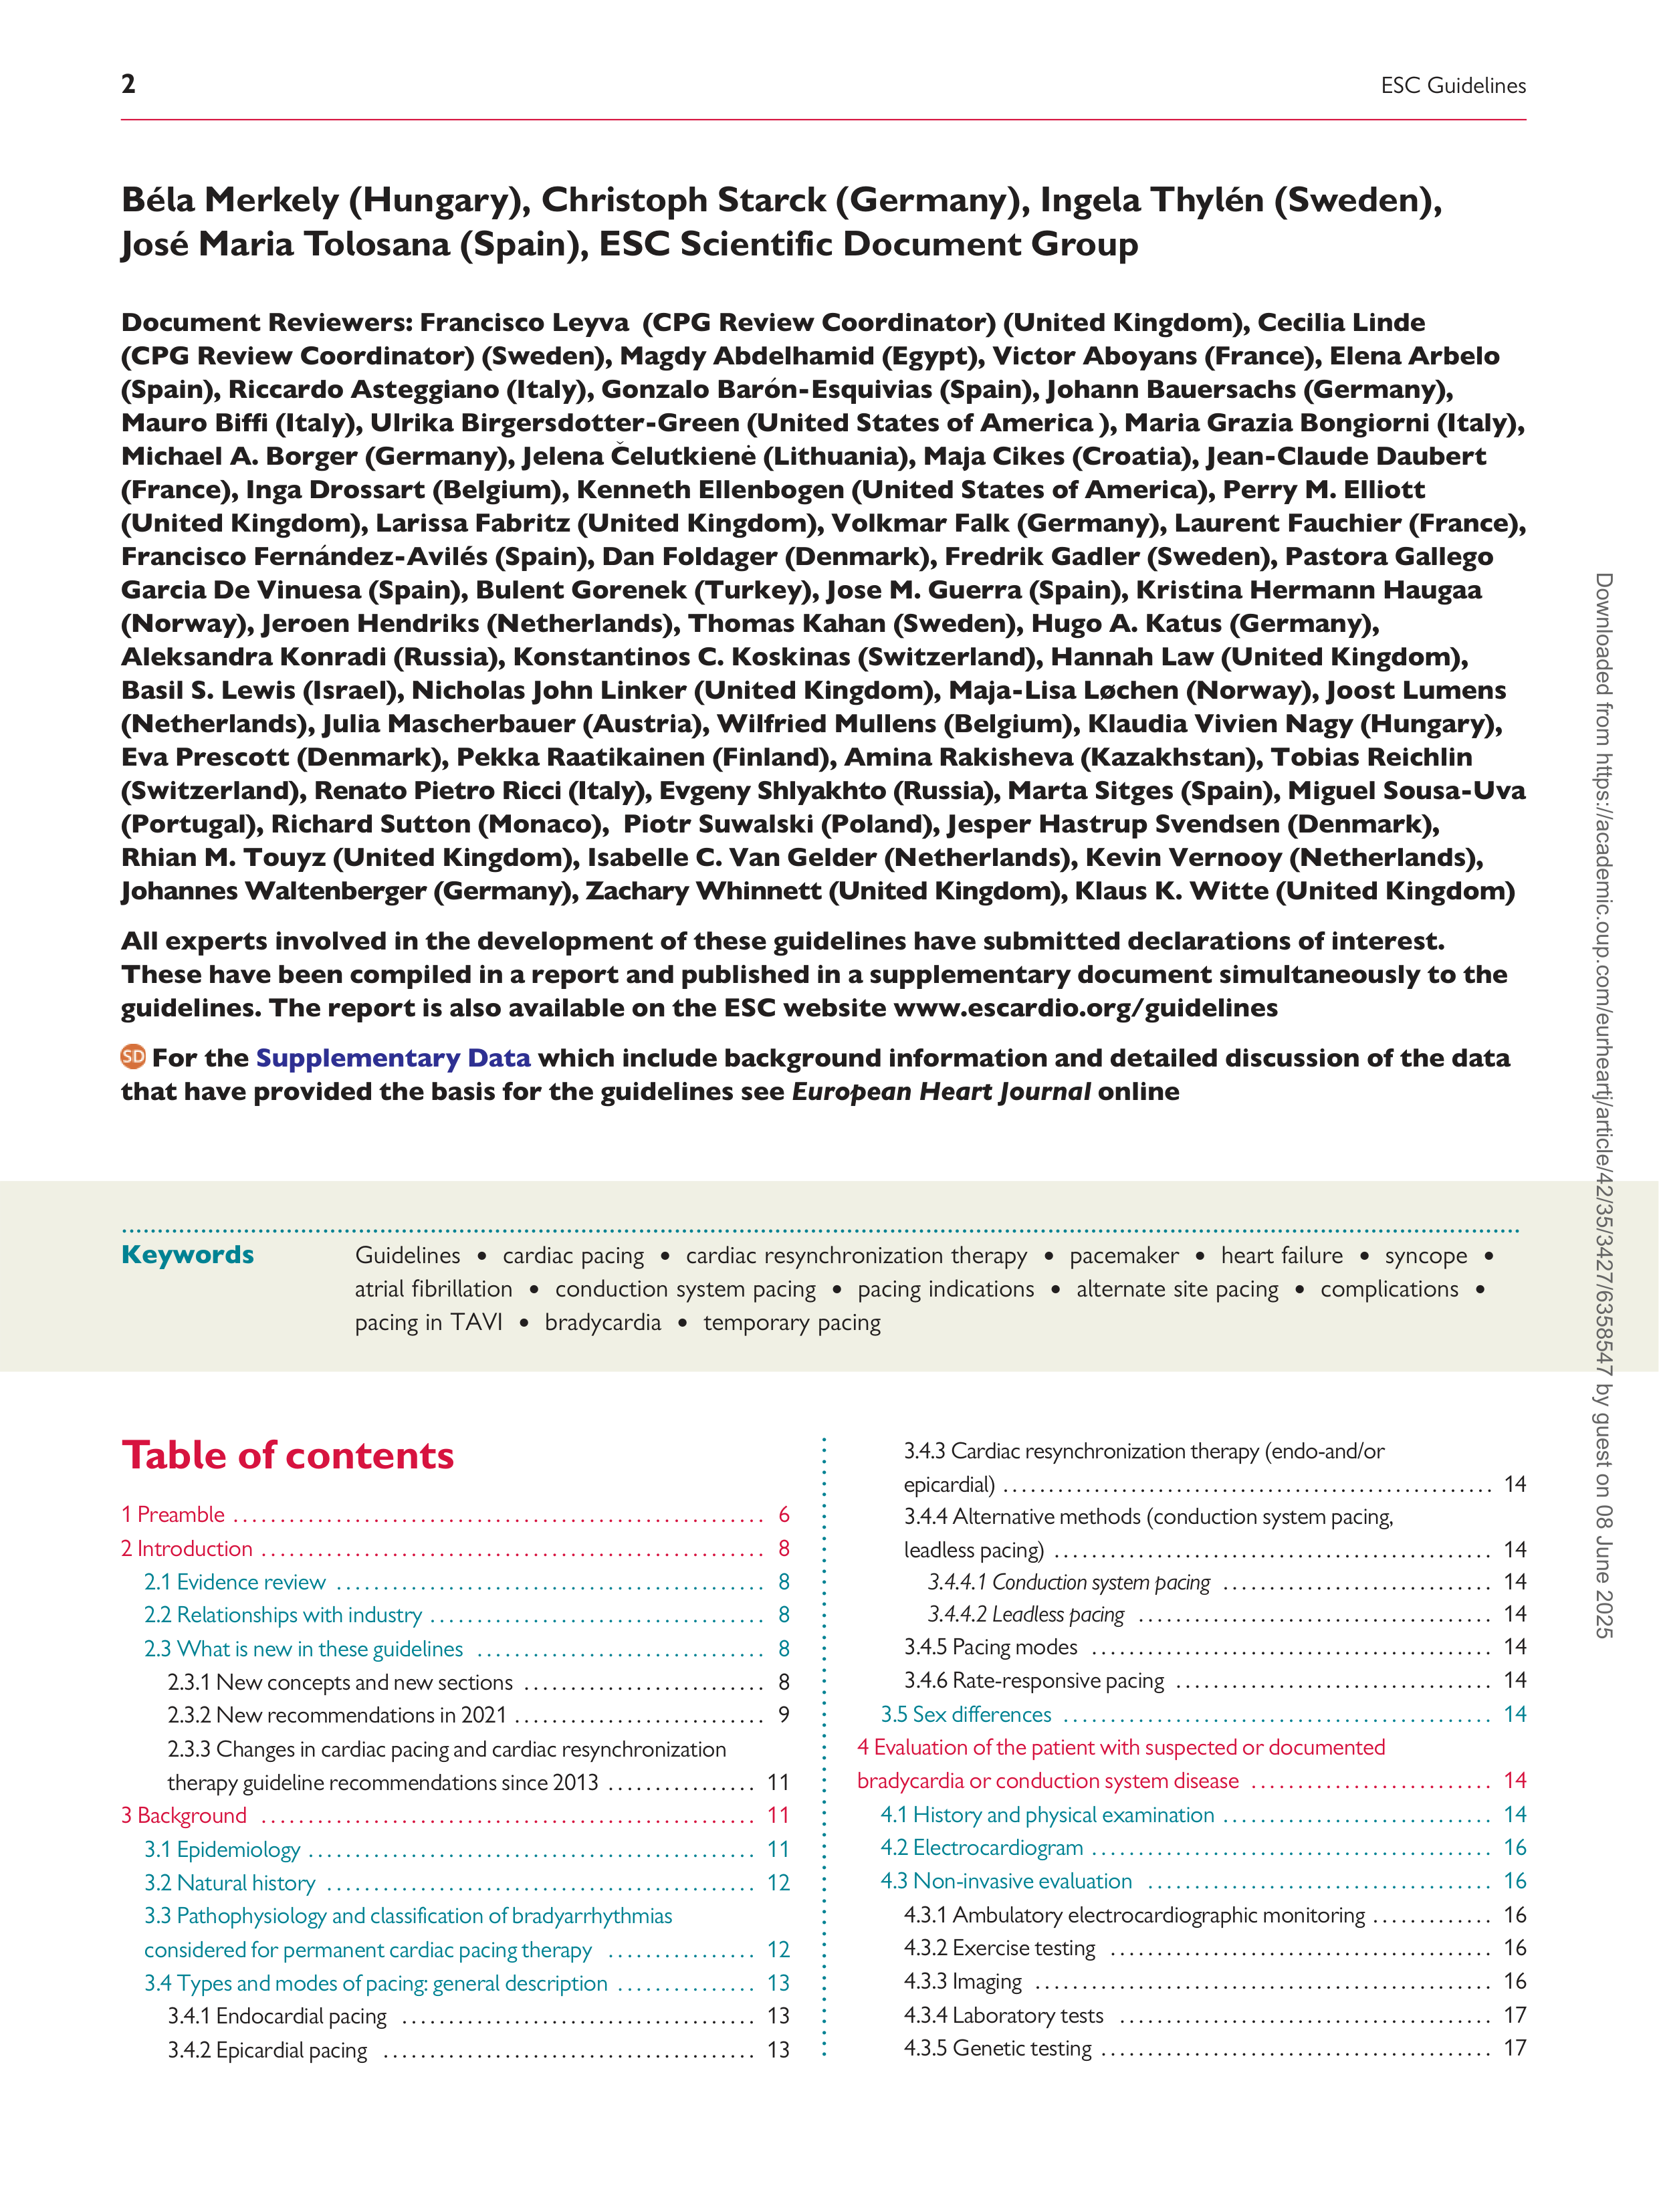 2
ESC Guidelines
Béla Merkely (Hungary), Christoph Starck (Germany), Ingela Thylén (Sweden),
José Maria Tolosana (Spain), ESC Scientific Document Group
Document Reviewers: Francisco Leyva (CPG Review Coordinator) (United Kingdom), Cecilia Linde
(CPG Review Coordinator) (Sweden), Magdy Abdelhamid (Egypt), Victor Aboyans (France), Elena Arbelo
(Spain), Riccardo Asteggiano (Italy), Gonzalo Barón-Esquivias (Spain), Johann Bauersachs (Germany),
Mauro Biffi (Italy), Ulrika Birgersdotter-Green (United States of America ), Maria Grazia Bongiorni (Italy),
Michael A. Borger (Germany), Jelena Čelutkienė (Lithuania), Maja Cikes (Croatia), Jean-Claude Daubert
(France), Inga Drossart (Belgium), Kenneth Ellenbogen (United States of America), Perry M. Elliott
(United Kingdom), Larissa Fabritz (United Kingdom), Volkmar Falk (Germany), Laurent Fauchier (France),
Francisco Fernández-Avilés (Spain), Dan Foldager (Denmark), Fredrik Gadler (Sweden), Pastora Gallego
Garcia De Vinuesa (Spain), Bulent Gorenek (Turkey), Jose M. Guerra (Spain), Kristina Hermann Haugaa
(Norway), Jeroen Hendriks (Netherlands), Thomas Kahan (Sweden), Hugo A. Katus (Germany),
Aleksandra Konradi (Russia), Konstantinos C. Koskinas (Switzerland), Hannah Law (United Kingdom),
Basil S. Lewis (Israel), Nicholas John Linker (United Kingdom), Maja-Lisa Løchen (Norway), Joost Lumens
(Netherlands), Julia Mascherbauer (Austria), Wilfried Mullens (Belgium), Klaudia Vivien Nagy (Hungary),
Eva Prescott (Denmark), Pekka Raatikainen (Finland), Amina Rakisheva (Kazakhstan), Tobias Reichlin
(Switzerland), Renato Pietro Ricci (Italy), Evgeny Shlyakhto (Russia), Marta Sitges (Spain), Miguel Sousa-Uva
(Portugal), Richard Sutton (Monaco), Piotr Suwalski (Poland), Jesper Hastrup Svendsen (Denmark),
Rhian M. Touyz (United Kingdom), Isabelle C. Van Gelder (Netherlands), Kevin Vernooy (Netherlands),
Johannes Waltenberger (Germany), Zachary Whinnett (United Kingdom), Klaus K. Witte (United Kingdom)
All experts involved in the development of these guidelines have submitted declarations of interest.
These have been compiled in a report and published in a supplementary document simultaneously to the
guidelines. The report is also available on the ESC website www.escardio.org/guidelines
SD For the Supplementary Data which include background information and detailed discussion of the data
that have provided the basis for the guidelines see European Heart Journal online
Keywords
Guidelines • cardiac pacing • cardiac resynchronization therapy • pacemaker • heart failure • syncope •
atrial fibrillation • conduction system pacing • pacing indications • alternate site pacing • complications •
pacing in TAVI • bradycardia • temporary pacing
Table of contents
1 Preamble ........ 6
2 Introduction ........ 8
2.1 Evidence review ........ 8
2.2 Relationships with industry ........ 8
2.3 What is new in these guidelines ........ 8
2.3.1 New concepts and new sections ........ 8
2.3.2 New recommendations in 2021 ........ 9
2.3.3 Changes in cardiac pacing and cardiac resynchronization
therapy guideline recommendations since 2013 ........ 11
3 Background ........ 11
3.1 Epidemiology ........ 11
3.2 Natural history ........ 12
3.3 Pathophysiology and classification of bradyarrhythmias
considered for permanent cardiac pacing therapy ........ 12
3.4 Types and modes of pacing: general description ........ 13
3.4.1 Endocardial pacing ........ 13
3.4.2 Epicardial pacing ........ 13
3.4.3 Cardiac resynchronization therapy (endo-and/or
epicardial) ........ 14
3.4.4 Alternative methods (conduction system pacing,
leadless pacing) ........ 14
3.4.4.1 Conduction system pacing ........ 14
3.4.4.2 Leadless pacing ........ 14
3.4.5 Pacing modes ........ 14
3.4.6 Rate-responsive pacing ........ 14
3.5 Sex differences ........ 14
4 Evaluation of the patient with suspected or documented
bradycardia or conduction system disease ........ 14
4.1 History and physical examination ........ 14
4.2 Electrocardiogram ........ 16
4.3 Non-invasive evaluation ........ 16
4.3.1 Ambulatory electrocardiographic monitoring ........ 16
4.3.2 Exercise testing ........ 16
4.3.3 Imaging ........ 16
4.3.4 Laboratory tests ........ 17
4.3.5 Genetic testing ........ 17
Downloaded from https://academic.oup.com/eurheartj/article/42/35/3427/6358547 by guest on 08 June 2025